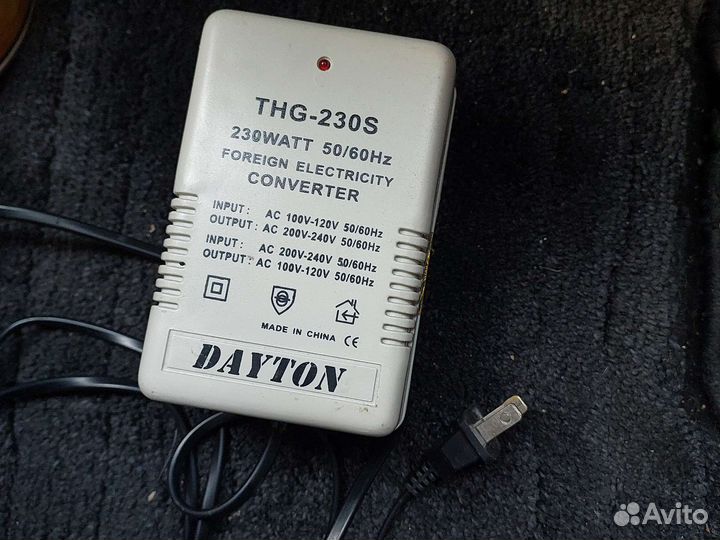 THG-230S
230WATT 50/60Hz
FOREIGN ELECTRICITY
CONVERTER
INPUT: AC 100V-120V 50/60Hz
OUTPUT: AC 200V-240V 50/60Hz
INPUT: AC 200V-240V 50/60Hz
OUTPUT: AC 100V-120V 50/60Hz
MADE IN CHINA CE
DAYTON
Avito